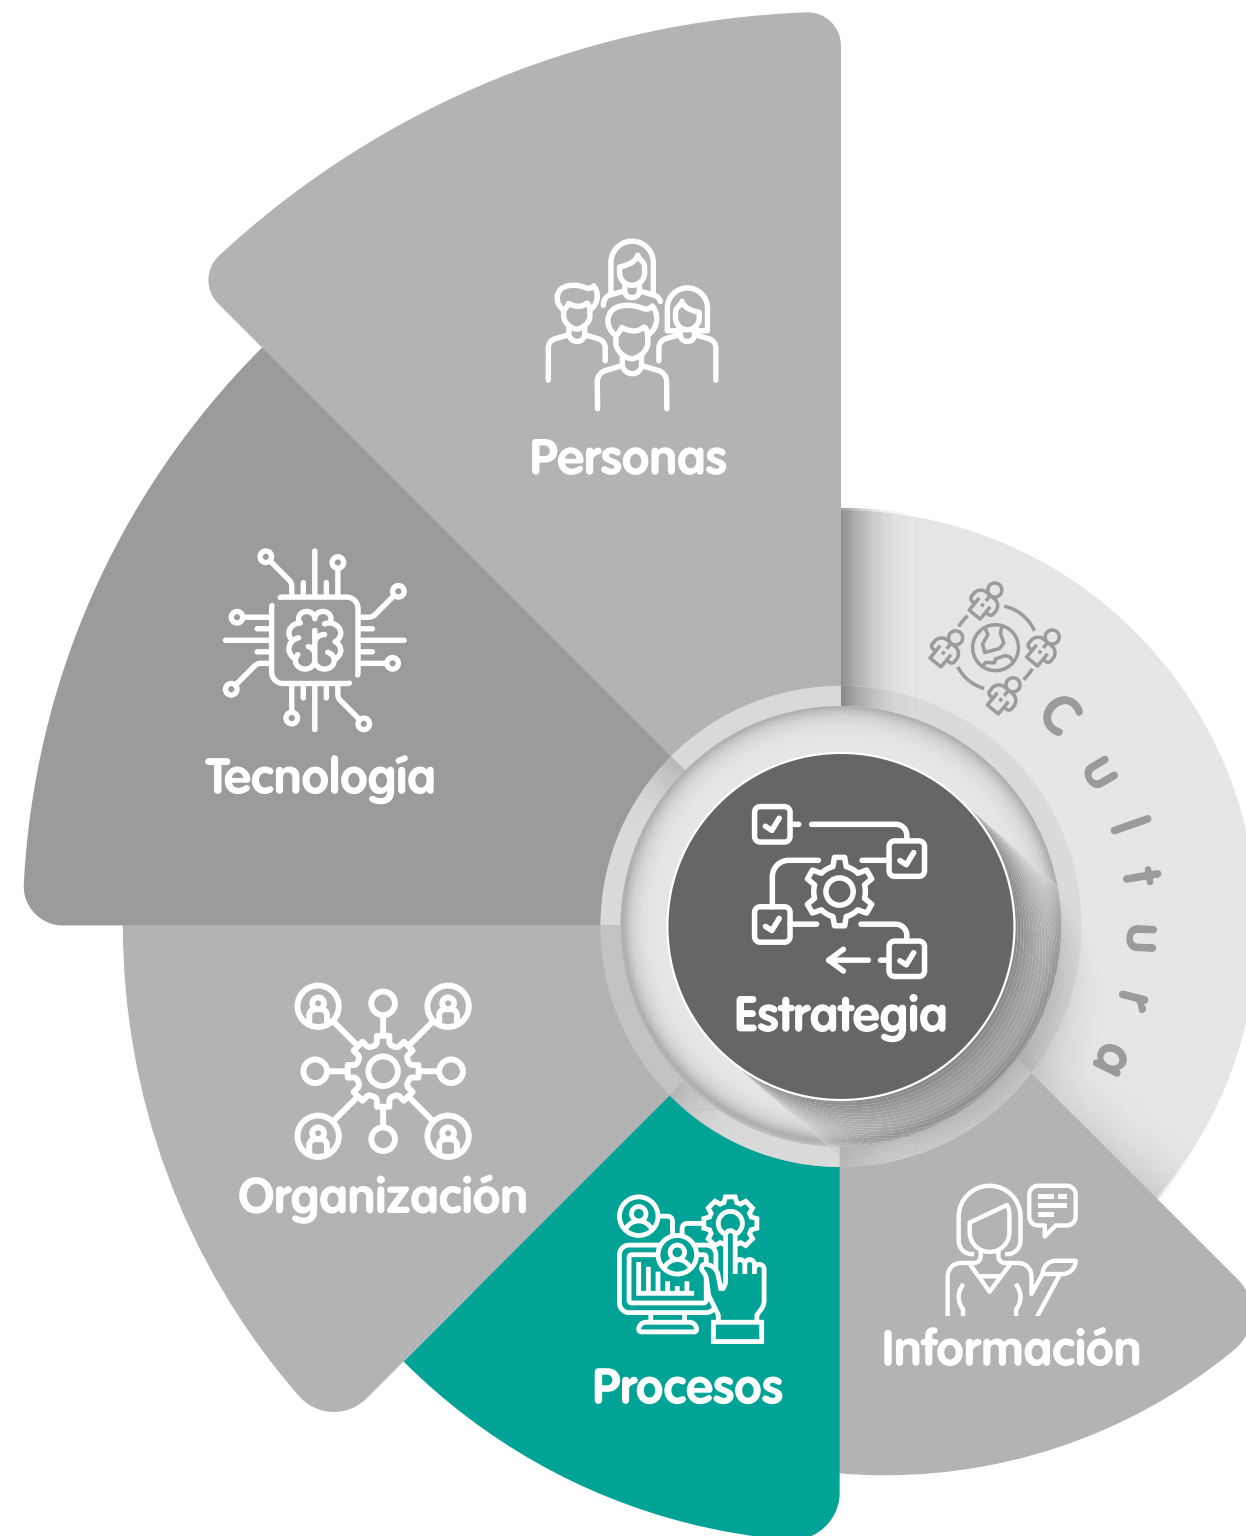 Personas
Tecnología
Cultura
Estrategia
Organización
Procesos
Información